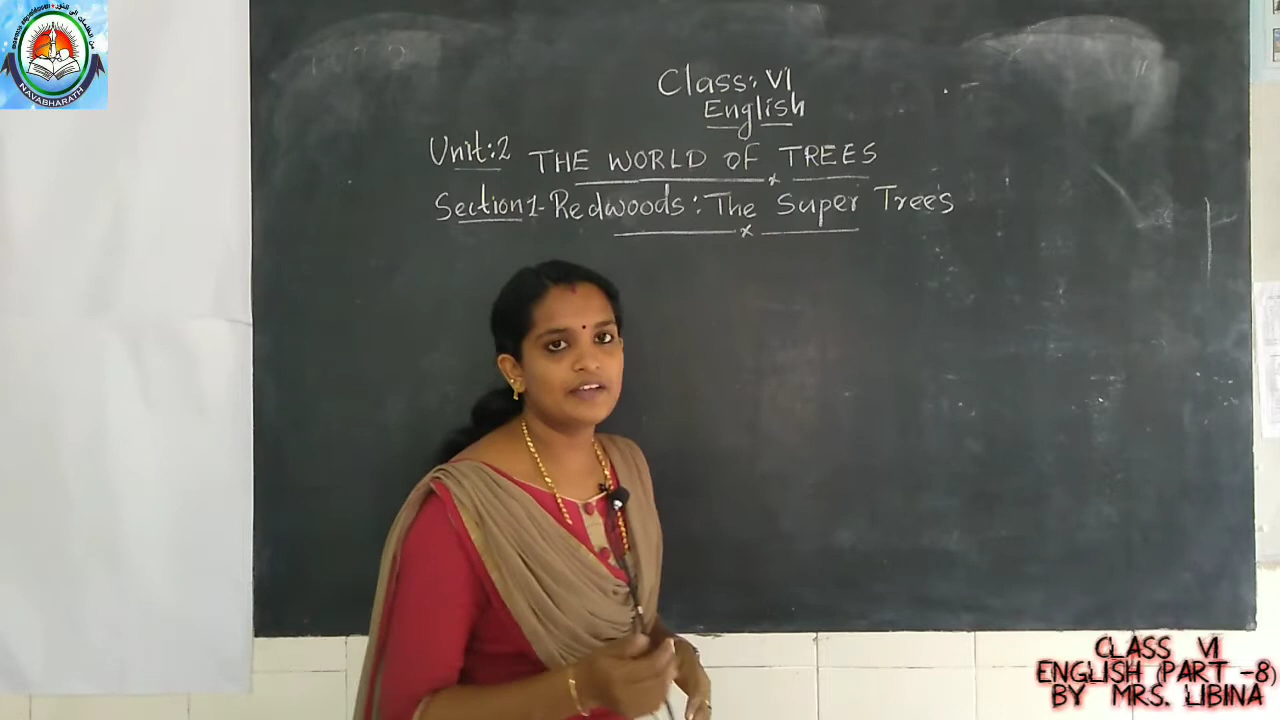 NAVABHARATH
Class: VI
English
Unit:2 THE WORLD OF TREES
Section 1- Redwoods: The Super Trees
CLASS VI
ENGLISH (PART -8)
BY MRS. LIBINA